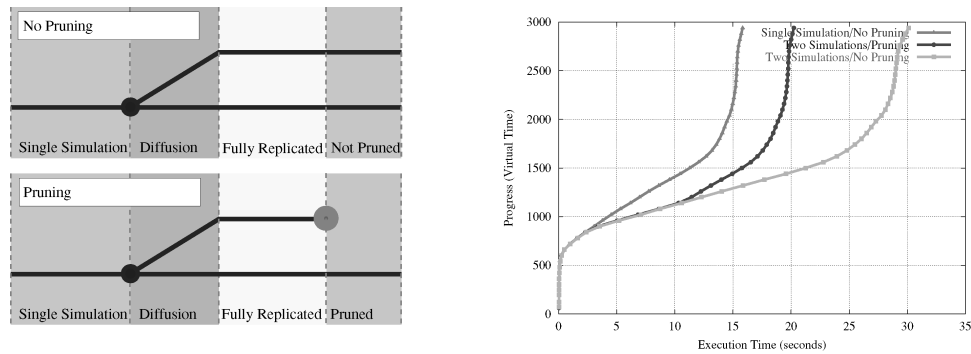 No Pruning
Single Simulation Diffusion Fully Replicated Not Pruned
Pruning
Single Simulation Diffusion Fully Replicated Pruned
3000
2500
2000
1500
1000
500
0
Progress (Virtual Time)
Single Simulation/No Pruning
Two Simulations/Pruning
Two Simulations/No Pruning
0 5 10 15 20 25 30 35
Execution Time (seconds)